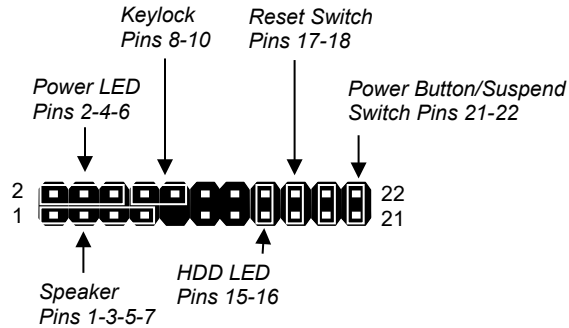 Keylock
Pins 8-10
Reset Switch
Pins 17-18
Power LED
Pins 2-4-6
Power Button/Suspend
Switch Pins 21-22
2
22
1
21
Speaker
Pins 1-3-5-7
HDD LED
Pins 15-16